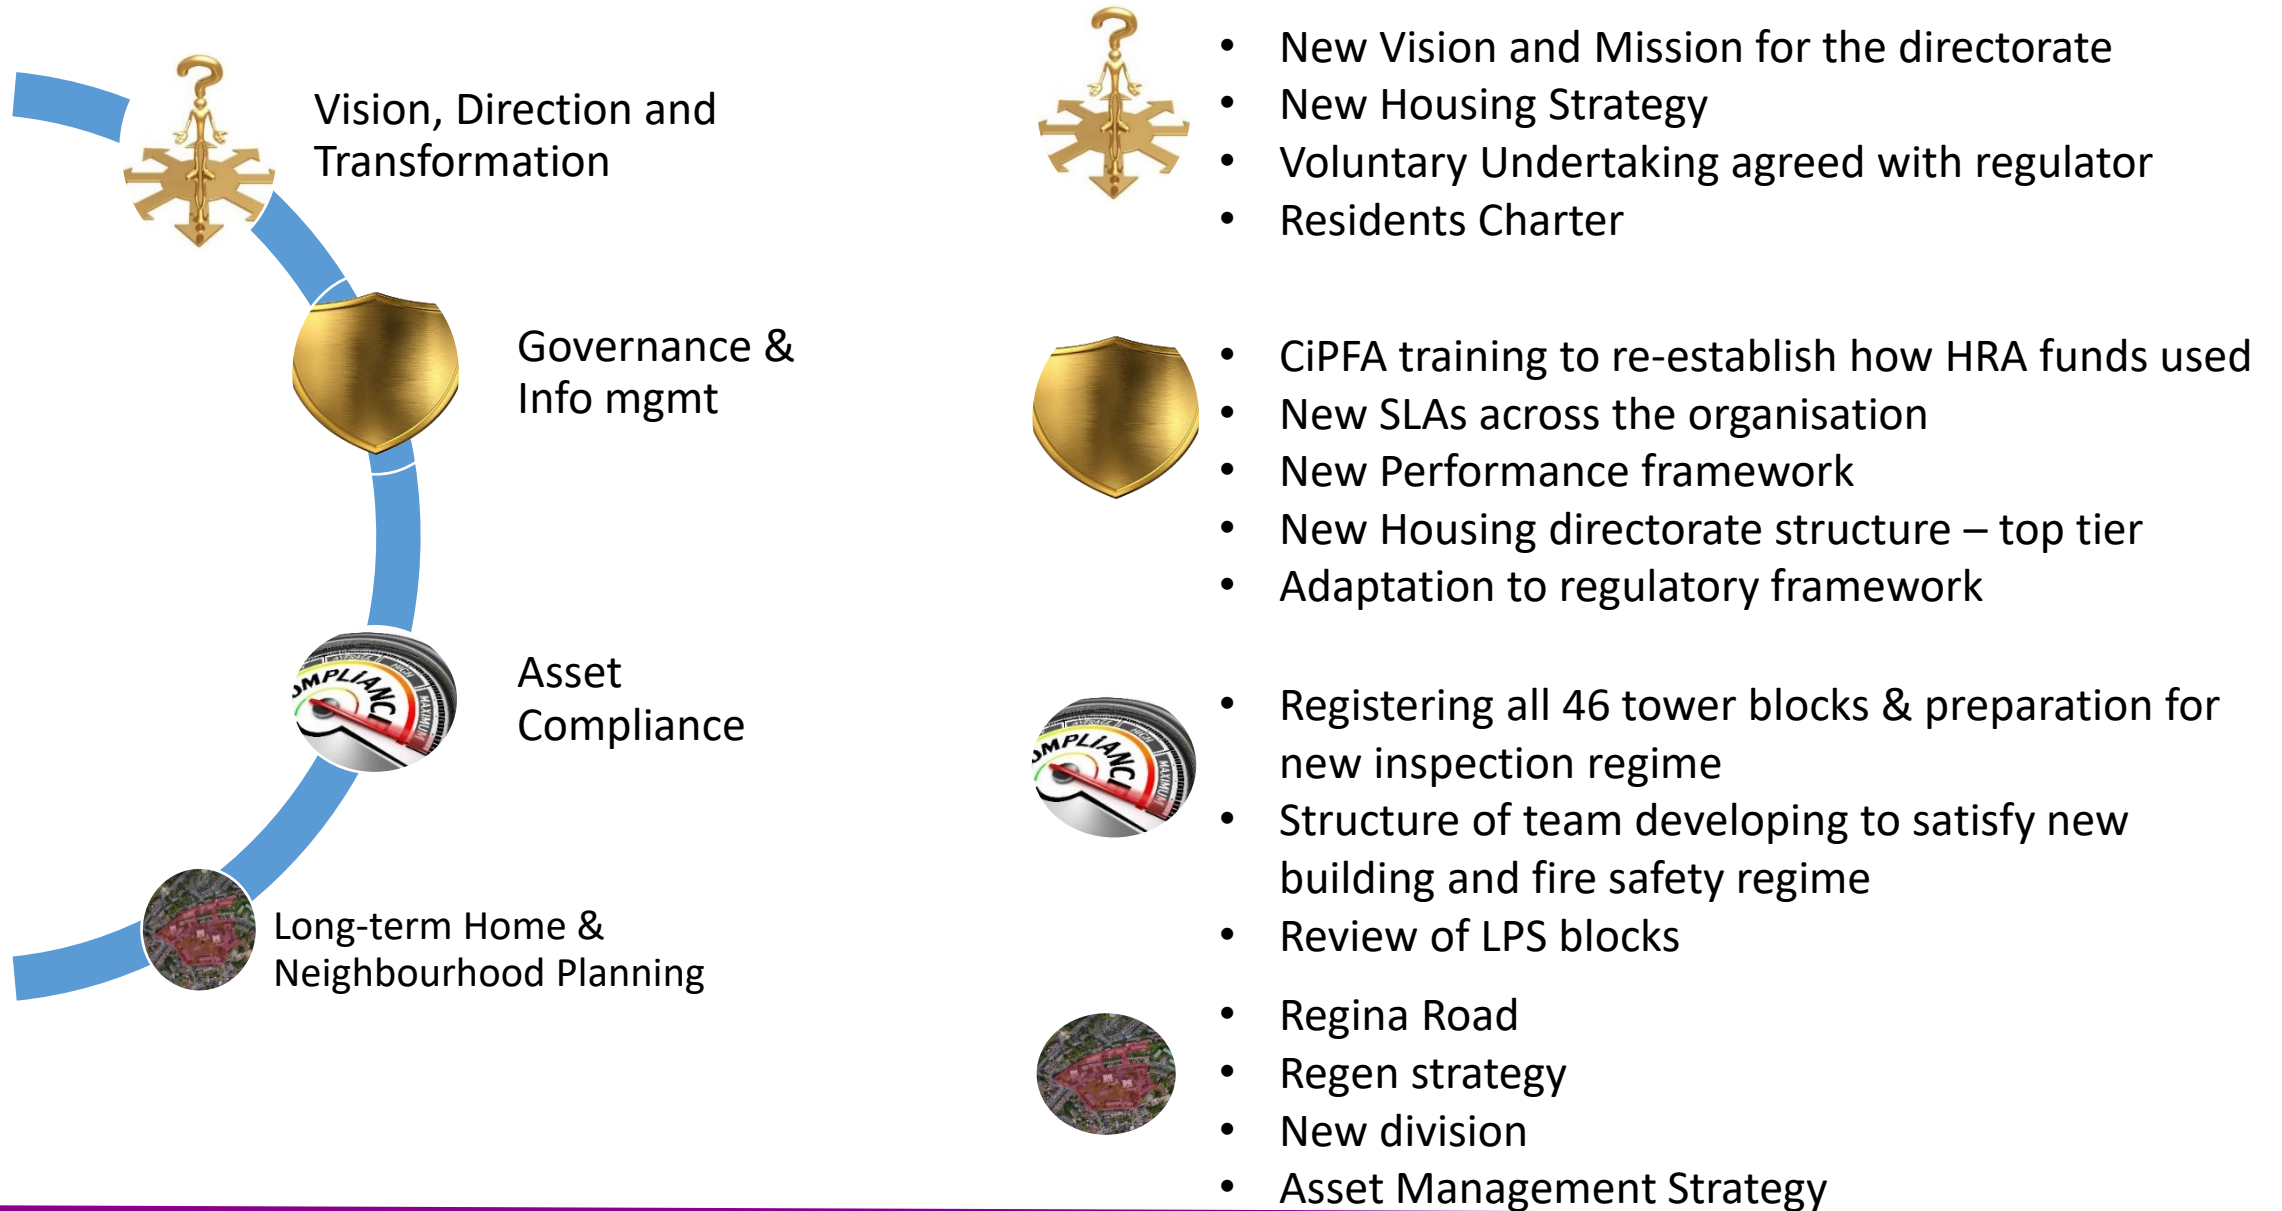 Vision, Direction and
Transformation
Governance &
Info mgmt
Asset
Compliance
Long-term Home &
Neighbourhood Planning
• New Vision and Mission for the directorate
• New Housing Strategy
• Voluntary Undertaking agreed with regulator
• Residents Charter
• CiPFA training to re-establish how HRA funds used
• New SLAs across the organisation
• New Performance framework
• New Housing directorate structure – top tier
• Adaptation to regulatory framework
• Registering all 46 tower blocks & preparation for
new inspection regime
• Structure of team developing to satisfy new
building and fire safety regime
• Review of LPS blocks
• Regina Road
• Regen strategy
• New division
• Asset Management Strategy